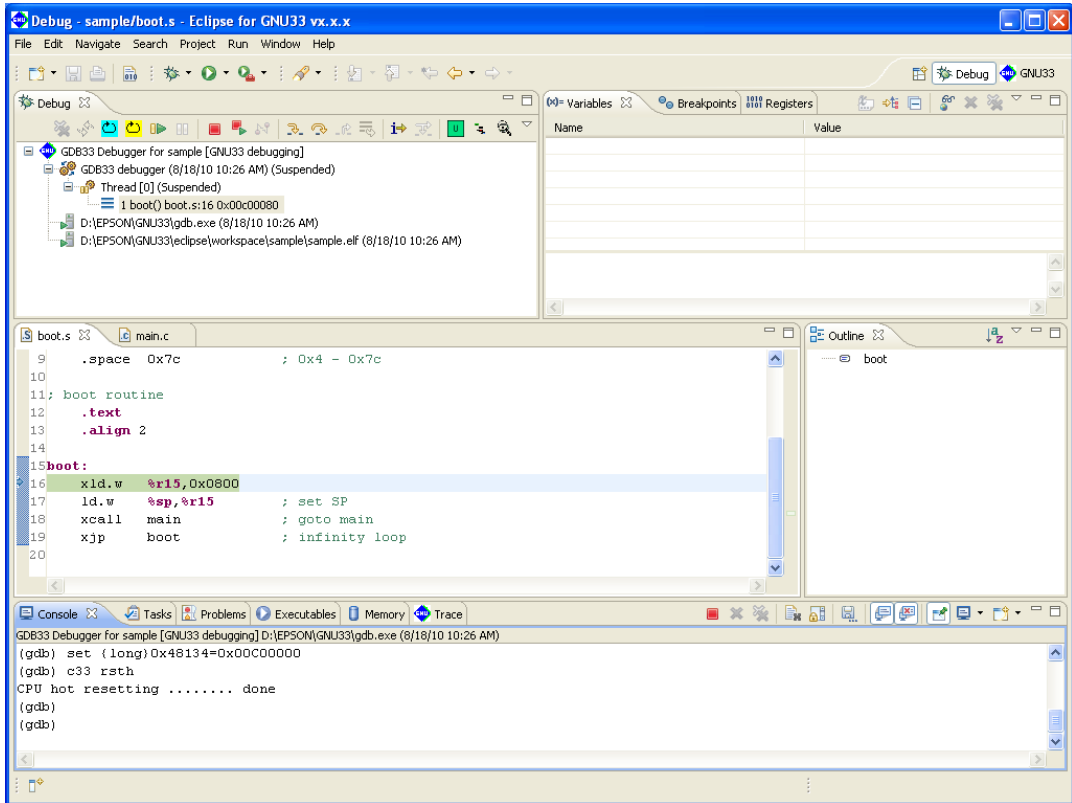 Debug - sample/boot.s - Eclipse for GNU33 vx.x.x
File Edit Navigate Search Project Run Window Help
Debug GNU33
Debug
Variables Breakpoints Registers
GDB33 Debugger for sample [GNU33 debugging]
GDB33 debugger (8/18/10 10:26 AM) (Suspended)
Thread [0] (Suspended)
1 boot() boot.s:16 0x00c00080
D:\EPSON\GNU33\gdb.exe (8/18/10 10:26 AM)
D:\EPSON\GNU33\eclipse\workspace\sample\sample.elf (8/18/10 10:26 AM)
Name Value
boot.s main.c
9 .space 0x7c ; 0x4 - 0x7c
10
11 ; boot routine
12 .text
13 .align 2
14
15 boot:
16 xld.w %r15,0x0800
17 ld.w %sp,%r15 ; set SP
18 xcall main ; goto main
19 xjp boot ; infinity loop
20
Outline
boot
Console Tasks Problems Executables Memory Trace
GDB33 Debugger for sample [GNU33 debugging] D:\EPSON\GNU33\gdb.exe (8/18/10 10:26 AM)
(gdb) set {long}0x48134=0x00C00000
(gdb) c33 rsth
CPU hot resetting ........ done
(gdb)
(gdb)